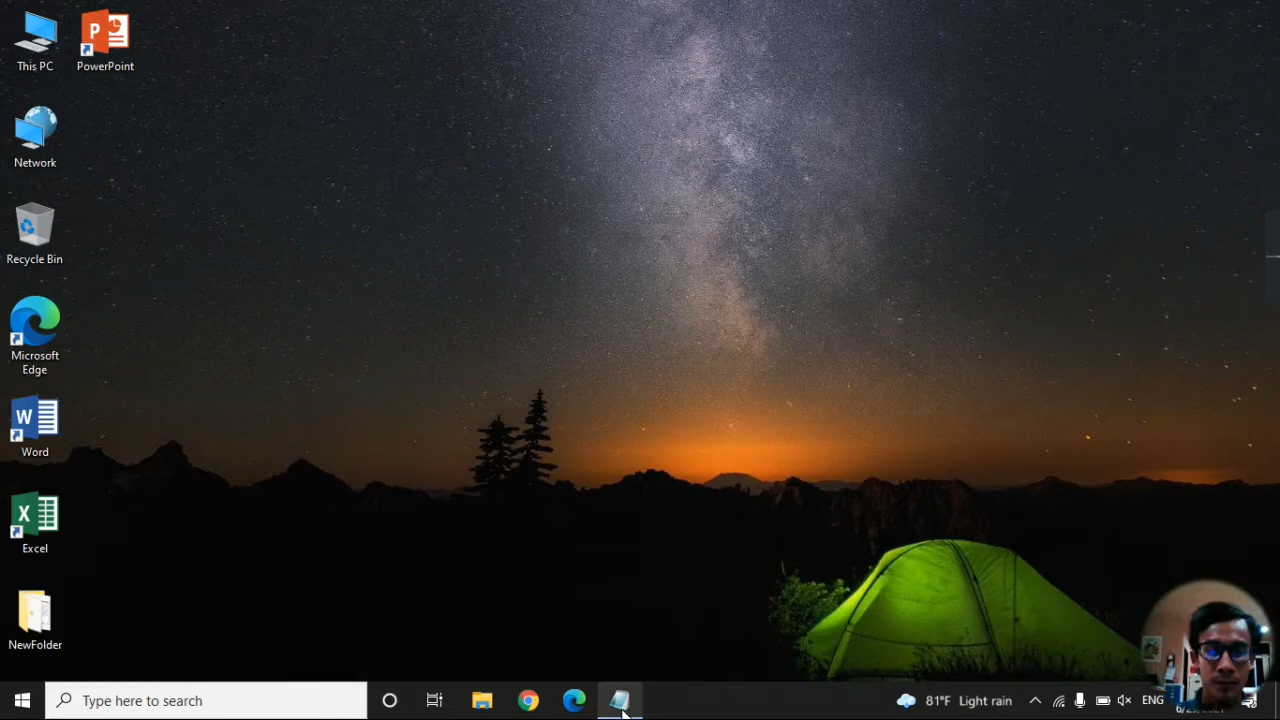 This PC
PowerPoint
Network
Recycle Bin
Microsoft
Edge
Word
Excel
NewFolder
Type here to search
81°F Light rain
ENG